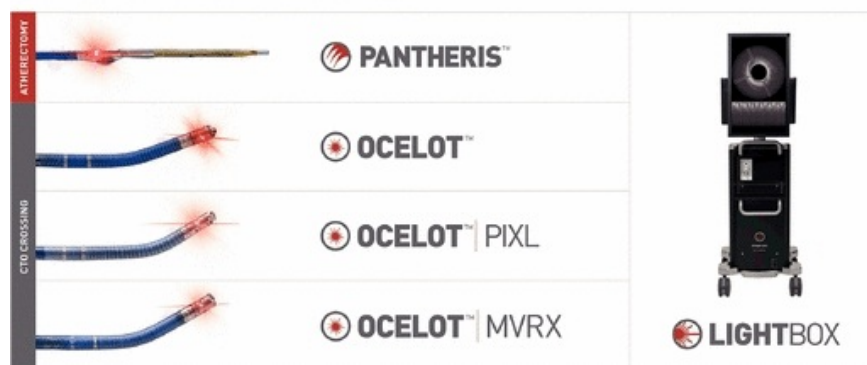 ATHERECTOMY
PANTHERIS™
CTO CROSSING
OCELOT™
OCELOT™ | PIXL
OCELOT™ | MVRX
LIGHTBOX